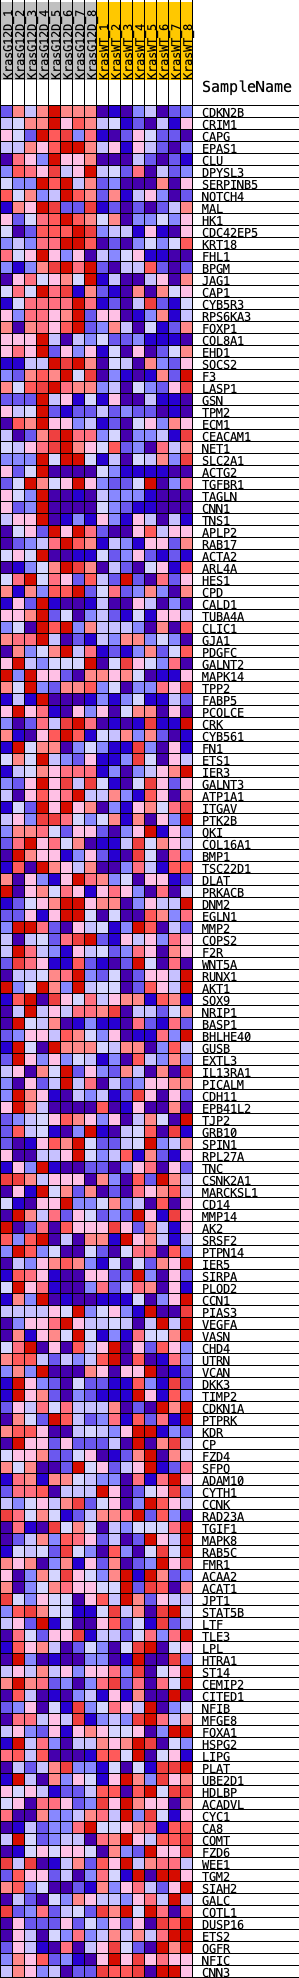 KrasG12D_1
KrasG12D_2
KrasG12D_3
KrasG12D_4
KrasG12D_5
KrasG12D_6
KrasG12D_7
KrasG12D_8
KrasWT_1
KrasWT_2
KrasWT_3
KrasWT_4
KrasWT_5
KrasWT_6
KrasWT_7
KrasWT_8
SampleName
CDKN2B
CRIM1
CAPG
EPAS1
CLU
DPYSL3
SERPINB5
NOTCH4
MAL
HK1
CDC42EP5
KRT18
FHL1
BPGM
JAG1
CAP1
CYB5R3
RPS6KA3
FOXP1
COL8A1
EHD1
SOCS2
F3
LASP1
GSN
TPM2
ECM1
CEACAM1
NET1
SLC2A1
ACTG2
TGFBR1
TAGLN
CNN1
TNS1
APLP2
RAB17
ACTA2
ARL4A
HES1
CPD
CALD1
TUBA4A
CLIC1
GJA1
PDGFC
GALNT2
MAPK14
TPP2
FABP5
PCOLCE
CRK
CYB561
FN1
ETS1
IER3
GALNT3
ATP1A1
ITGAV
PTK2B
QKI
COL16A1
BMP1
TSC22D1
DLAT
PRKACB
DNM2
EGLN1
MMP2
COPS2
F2R
WNT5A
RUNX1
AKT1
SOX9
NRIP1
BASP1
BHLHE40
GUSB
EXTL3
IL13RA1
PICALM
CDH11
EPB41L2
TJP2
GRB10
SPIN1
RPL27A
TNC
CSNK2A1
MARCKSL1
CD14
MMP14
AK2
SRSF2
PTPN14
IER5
SIRPA
PLOD2
CCN1
PIAS3
VEGFA
VASN
CHD4
UTRN
VCAN
DKK3
TIMP2
CDKN1A
PTPRK
KDR
CP
FZD4
SFPQ
ADAM10
CYTH1
CCNK
RAD23A
TGIF1
MAPK8
RAB5C
FMR1
ACAA2
ACAT1
JPT1
STAT5B
LTF
TLE3
LPL
HTRA1
ST14
CEMIP2
CITED1
NFIB
MFGE8
FOXA1
HSPG2
LIPG
PLAT
UBE2D1
HDLBP
ACADVL
CYC1
CA8
COMT
FZD6
WEE1
TGM2
SIAH2
GALC
COTL1
DUSP16
ETS2
OGFR
NFIC
CNN3